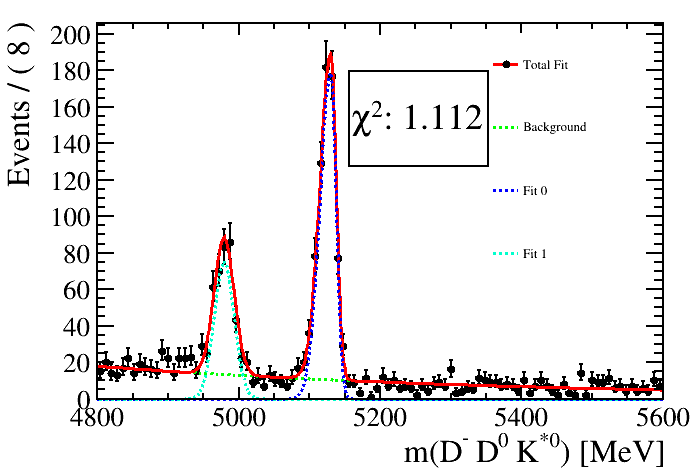 Events / ( 8 )
200
180
160
140
120
100
80
60
40
20
0
χ²: 1.112
Total Fit
Background
Fit 0
Fit 1
4800 5000 5200 5400 5600
m(D⁻ D⁰ K*⁰) [MeV]